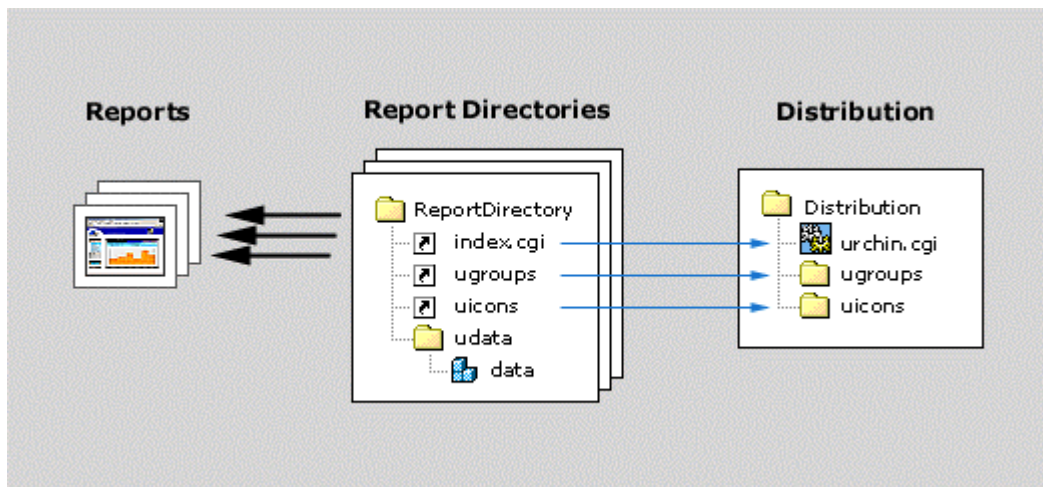 Reports
Report Directories
Distribution
ReportDirectory
index.cgi
ugroups
uicons
udata
data
Distribution
urchin.cgi
ugroups
uicons